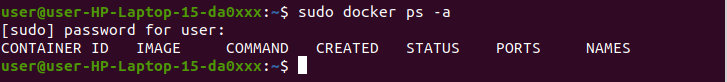 user@user-HP-Laptop-15-da0xxx:~$ sudo docker ps -a
[sudo] password for user:
CONTAINER ID   IMAGE     COMMAND   CREATED   STATUS    PORTS     NAMES
user@user-HP-Laptop-15-da0xxx:~$